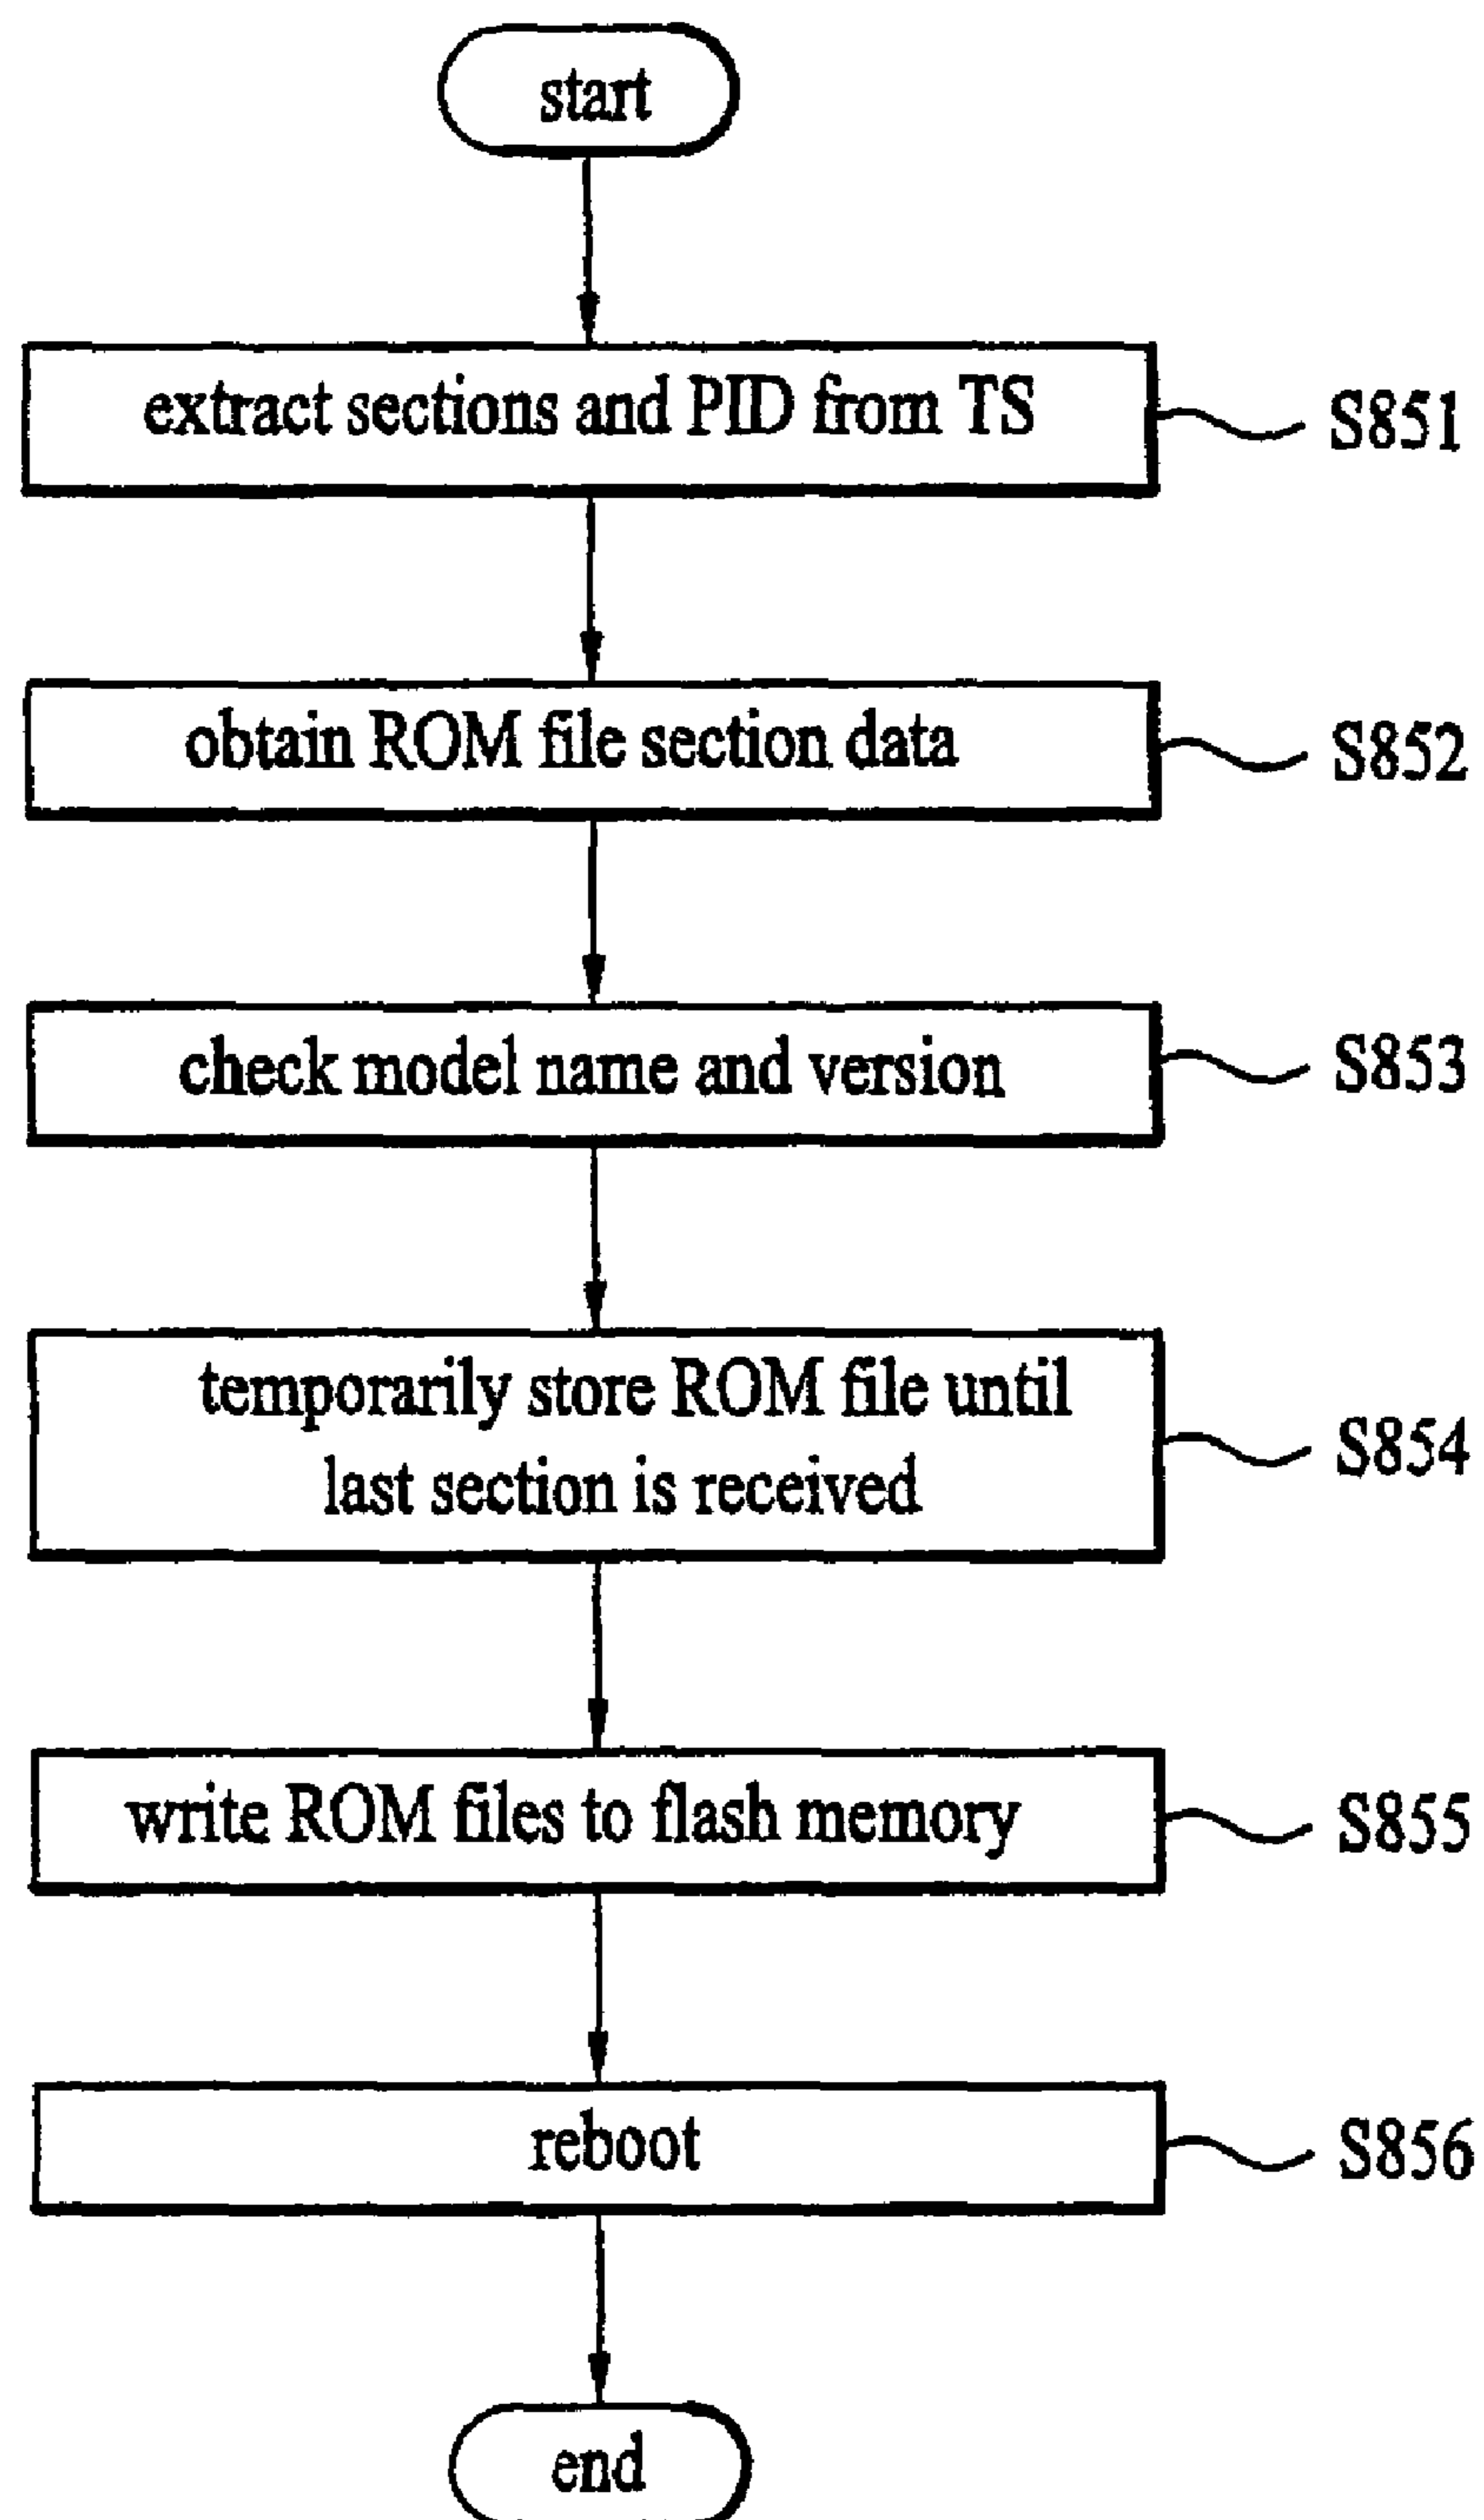 start
extract sections and PID from TS
S851
obtain ROM file section data
S852
check model name and version
S853
temporarily store ROM file until
last section is received
S854
write ROM files to flash memory
S855
reboot
S856
end